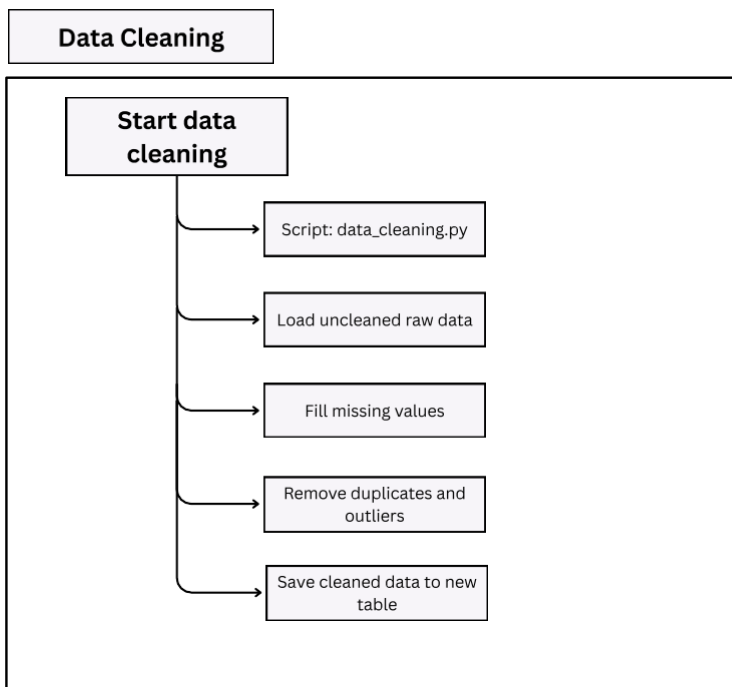 Data Cleaning
Start data
cleaning
Script: data_cleaning.py
Load uncleaned raw data
Fill missing values
Remove duplicates and
outliers
Save cleaned data to new
table